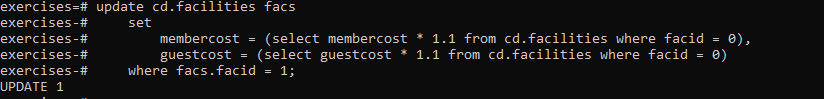 exercises=# update cd.facilities facs
exercises-#     set
exercises-#         membercost = (select membercost * 1.1 from cd.facilities where facid = 0),
exercises-#         guestcost = (select guestcost * 1.1 from cd.facilities where facid = 0)
exercises-#     where facs.facid = 1;
UPDATE 1